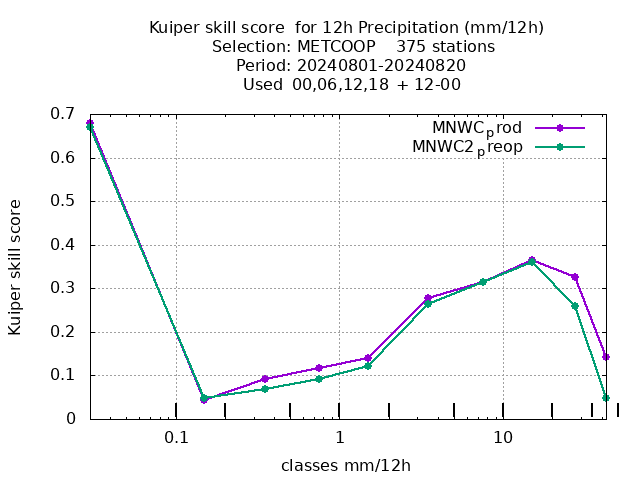 Kuiper skill score  for 12h Precipitation (mm/12h)
Selection: METCOOP    375 stations
Period: 20240801-20240820
Used  00,06,12,18  + 12-00
MNWCprod
MNWC2preop
0.7
0.6
0.5
0.4
0.3
0.2
0.1
0
Kuiper skill score
0.1 1 10
classes mm/12h